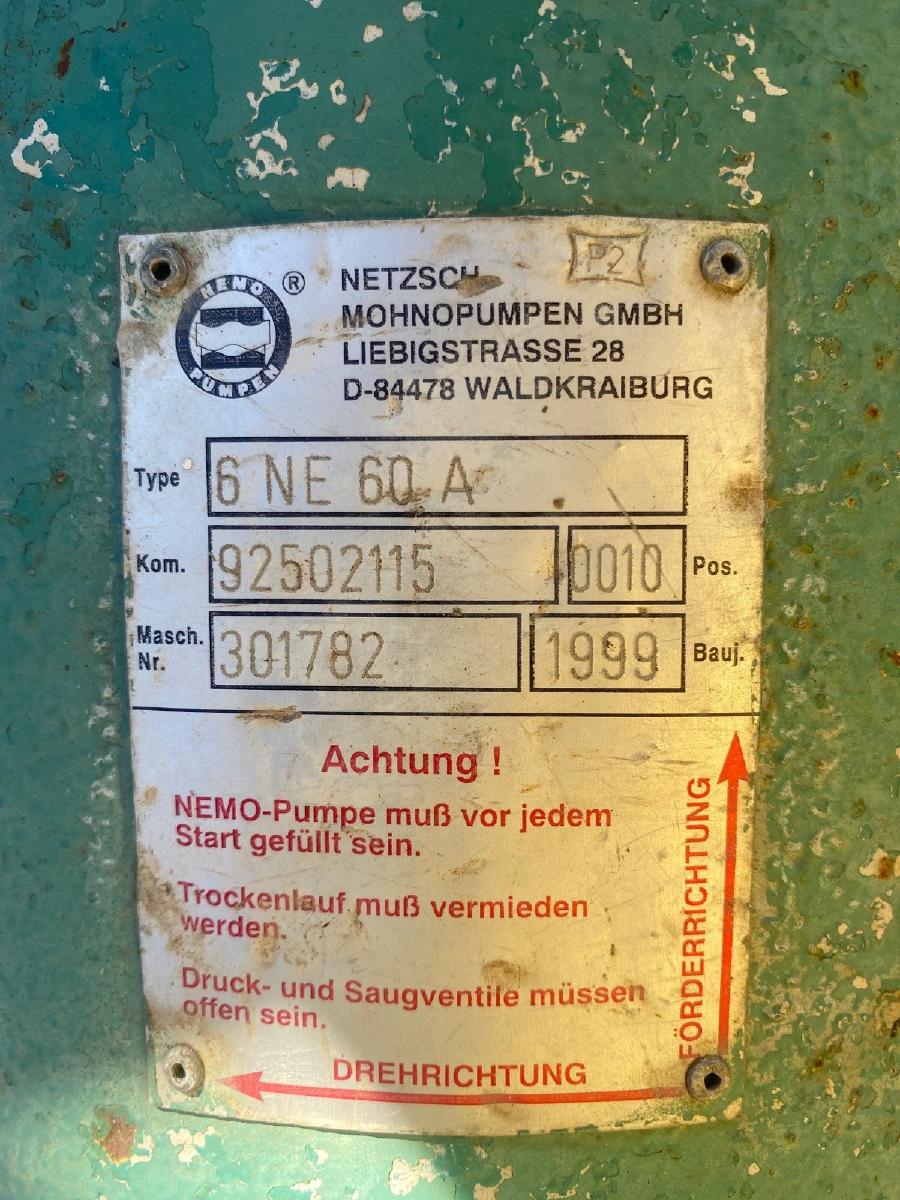 P2
NEMO ®
PUMPEN
NETZSCH
MOHNOPUMPEN GMBH
LIEBIGSTRASSE 28
D-84478 WALDKRAIBURG
Type 6 NE 60 A
Kom. 92502115 0010 Pos.
Masch. Nr. 301782 1999 Bauj.
Achtung !
NEMO-Pumpe muß vor jedem
Start gefüllt sein.
Trockenlauf muß vermieden
werden.
Druck- und Saugventile müssen
offen sein.
FÖRDERRICHTUNG
DREHRICHTUNG